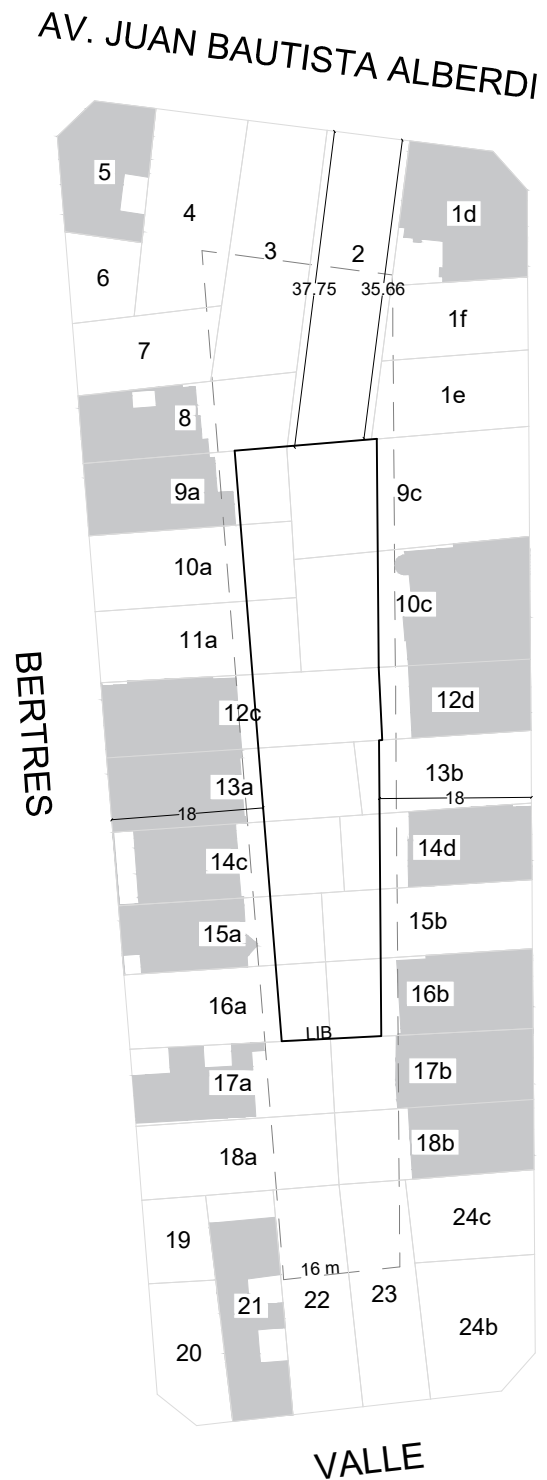 AV. JUAN BAUTISTA ALBERDI
5
4
3
2
1d
6
37.75
35.66
1f
7
1e
8
9a
9c
10a
10c
11a
BERTRES
12c
12d
13a
13b
18
18
14c
14d
15a
15b
16a
16b
LIB
17a
17b
18a
18b
19
24c
16 m
21
22
23
20
24b
VALLE